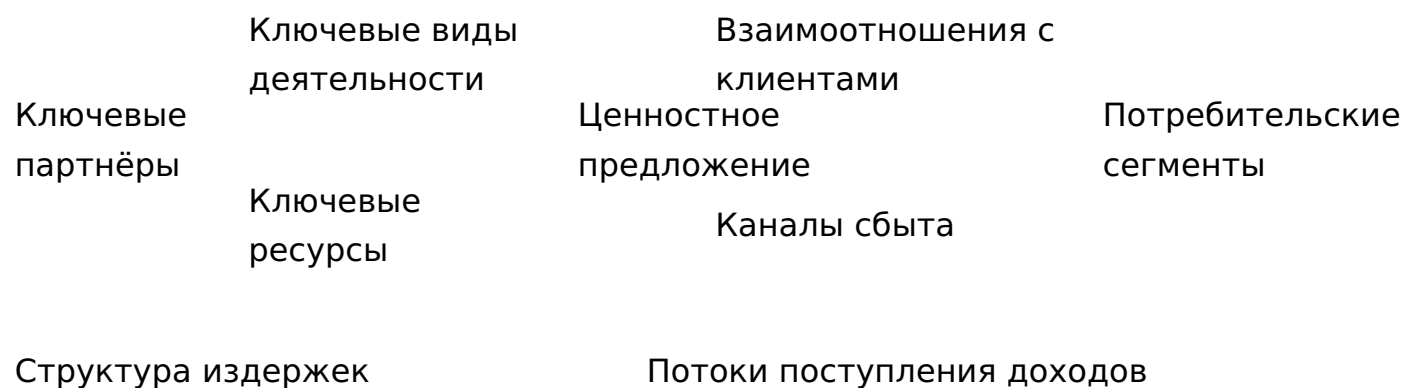 Ключевые виды
деятельности
Взаимоотношения с
клиентами
Ключевые
партнёры
Ценностное
предложение
Потребительские
сегменты
Ключевые
ресурсы
Каналы сбыта
Структура издержек
Потоки поступления доходов